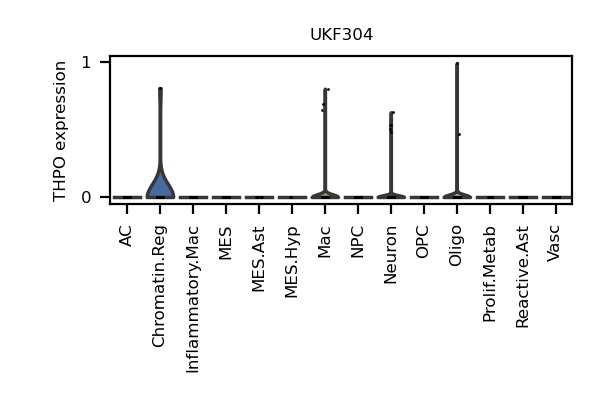 UKF304
THPO expression
1
0
AC
Chromatin.Reg
Inflammatory.Mac
MES
MES.Ast
MES.Hyp
Mac
NPC
Neuron
OPC
Oligo
Prolif.Metab
Reactive.Ast
Vasc